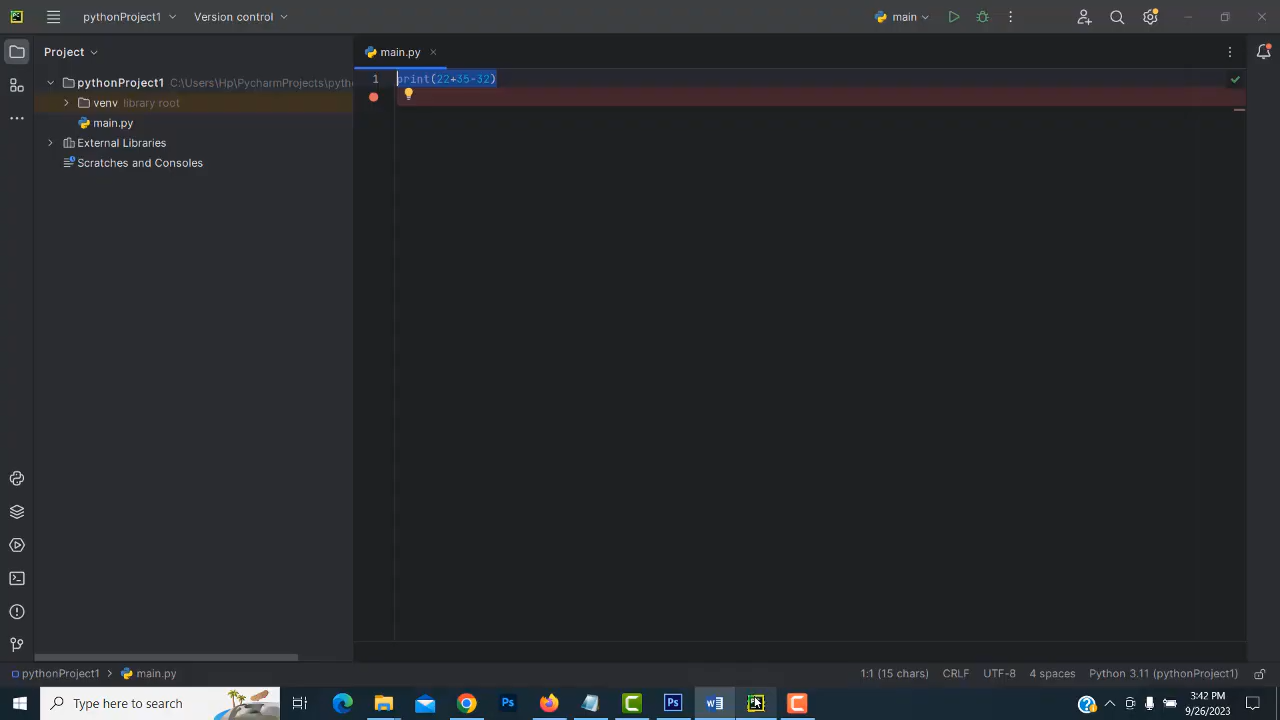 pythonProject1 Version control main
Project main.py
1 print(22+35-32)
pythonProject1 C:\Users\Hp\PycharmProjects\pyth
venv library root
main.py
External Libraries
Scratches and Consoles
pythonProject1 main.py 1:1 (15 chars) CRLF UTF-8 4 spaces Python 3.11 (pythonProject1)
Type here to search Ps Ps W C 3:42 PM
9/26/2023